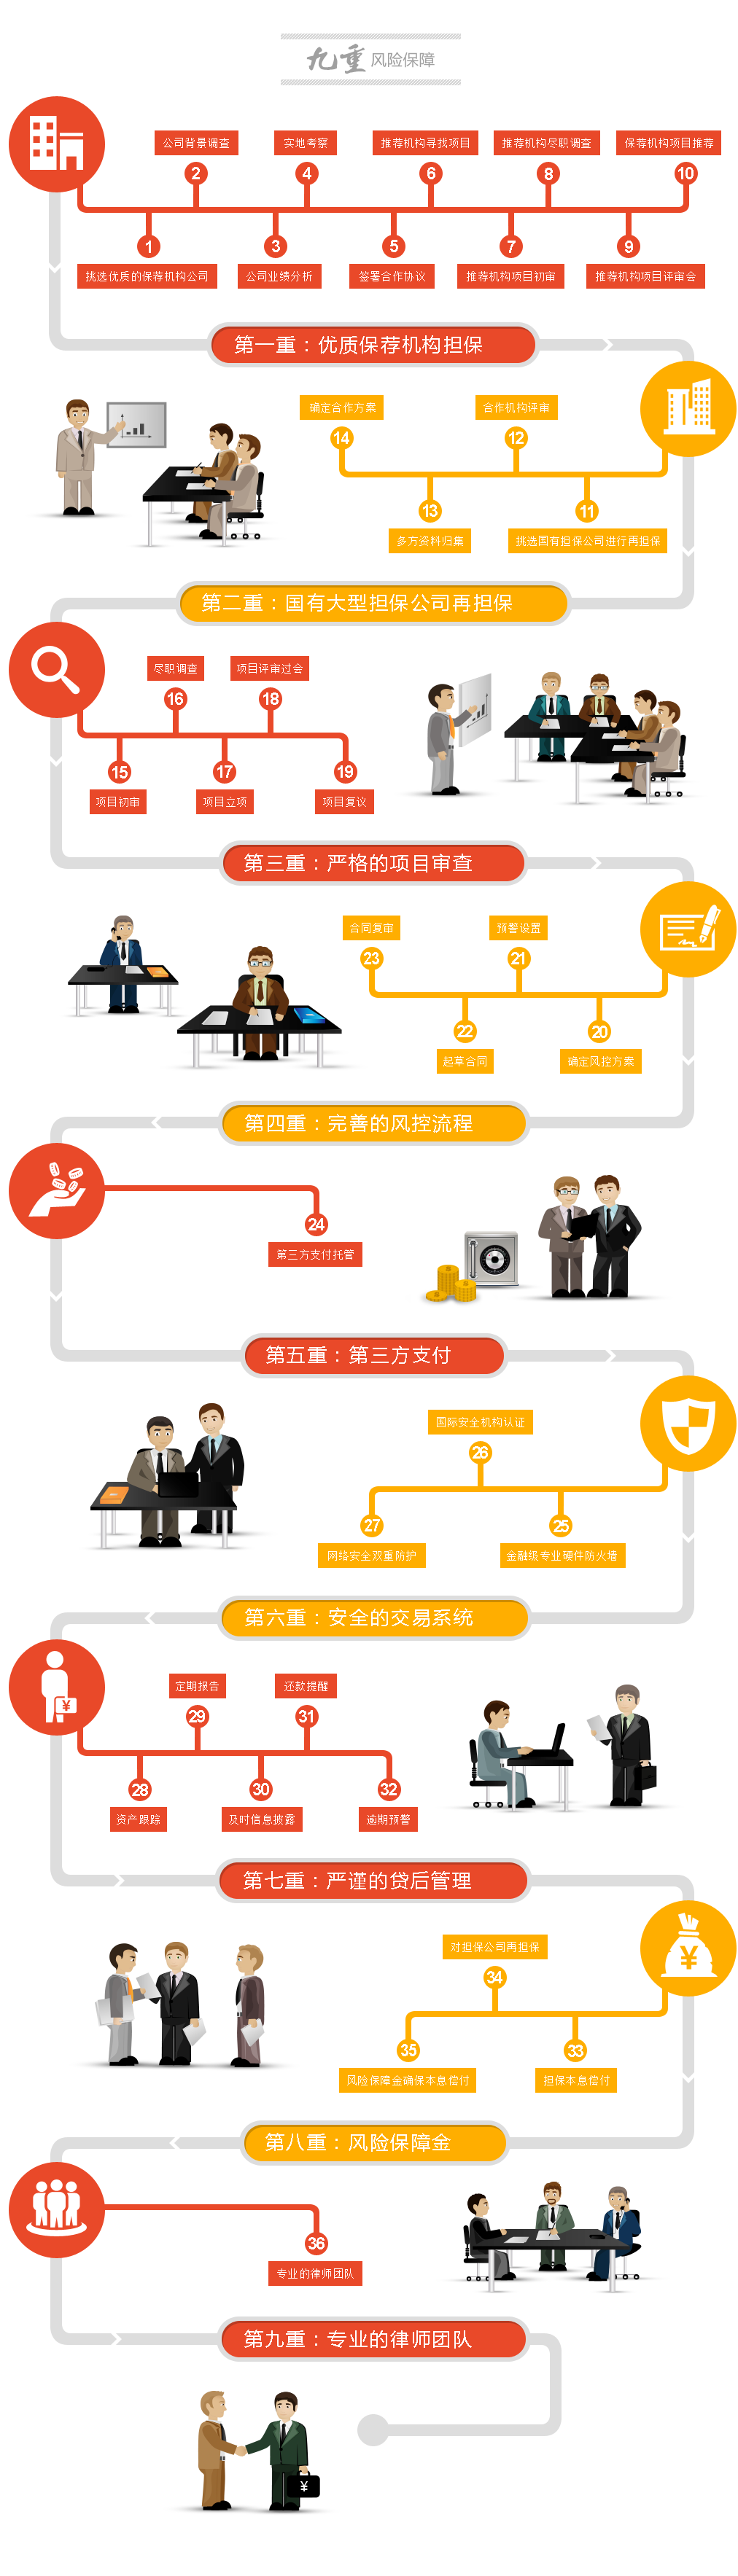 九重 风险保障
公司背景调查
实地考察
推荐机构寻找项目
推荐机构尽职调查
保荐机构项目推荐
2
4
6
8
10
1
3
5
7
9
挑选优质的保荐机构公司
公司业绩分析
签署合作协议
推荐机构项目初审
推荐机构项目评审会
第一重：优质保荐机构担保
确定合作方案
合作机构评审
14
12
13
11
多方资料归集
挑选国有担保公司进行再担保
第二重：国有大型担保公司再担保
尽职调查
项目评审过会
16
18
15
17
19
项目初审
项目立项
项目复议
第三重：严格的项目审查
合同复审
预警设置
23
21
22
20
起草合同
确定风控方案
第四重：完善的风控流程
24
第三方支付托管
第五重：第三方支付
国际安全机构认证
26
27
25
网络安全双重防护
金融级专业硬件防火墙
第六重：安全的交易系统
¥
定期报告
还款提醒
29
31
28
30
32
资产跟踪
及时信息披露
逾期预警
第七重：严谨的贷后管理
¥
对担保公司再担保
34
35
33
风险保障金确保本息偿付
担保本息偿付
第八重：风险保障金
36
专业的律师团队
第九重：专业的律师团队
¥